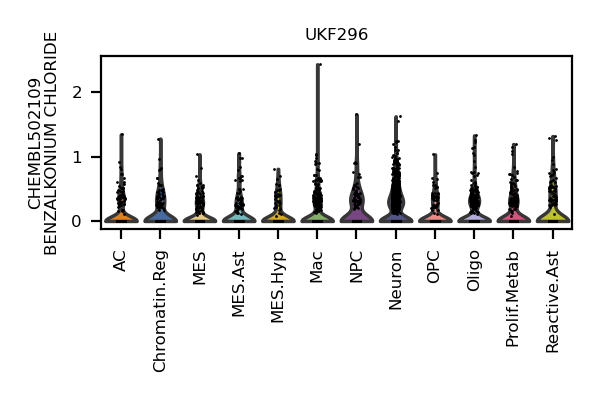 UKF296
CHEMBL502109
BENZALKONIUM CHLORIDE
2
1
0
AC
Chromatin.Reg
MES
MES.Ast
MES.Hyp
Mac
NPC
Neuron
OPC
Oligo
Prolif.Metab
Reactive.Ast